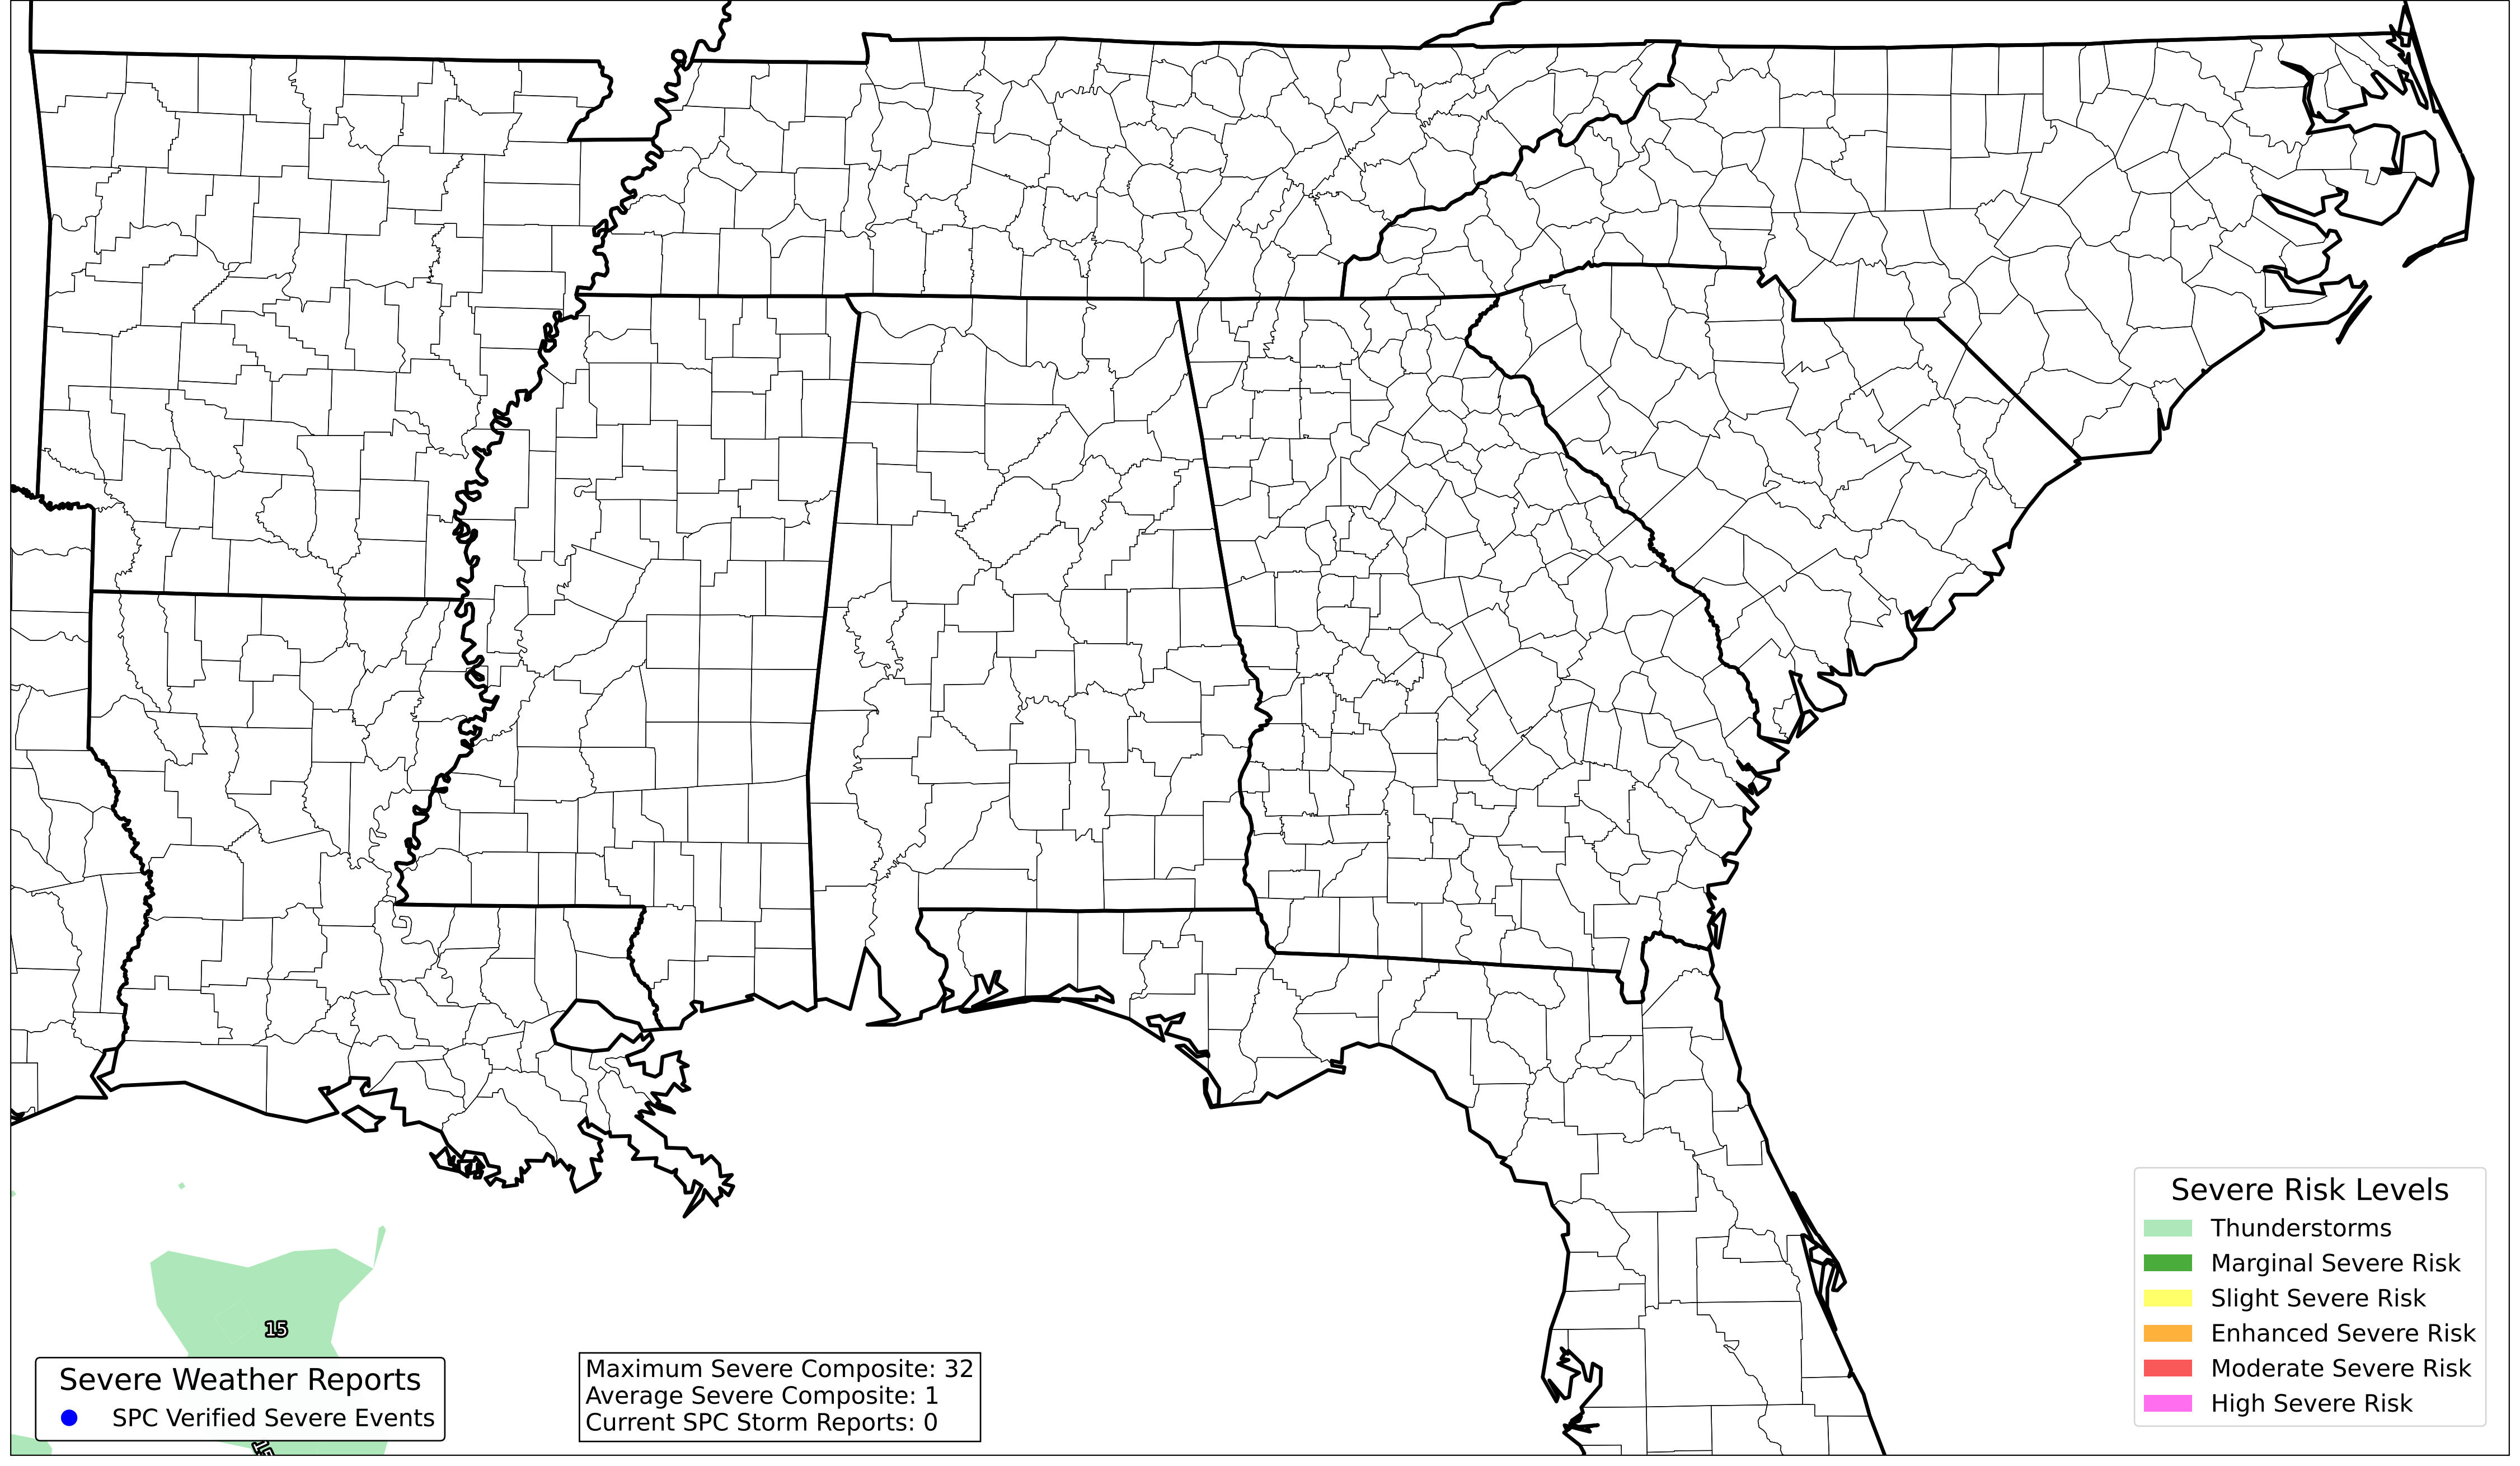 15
Severe Weather Reports
SPC Verified Severe Events
15
Maximum Severe Composite: 32
Average Severe Composite: 1
Current SPC Storm Reports: 0
Severe Risk Levels
Thunderstorms
Marginal Severe Risk
Slight Severe Risk
Enhanced Severe Risk
Moderate Severe Risk
High Severe Risk